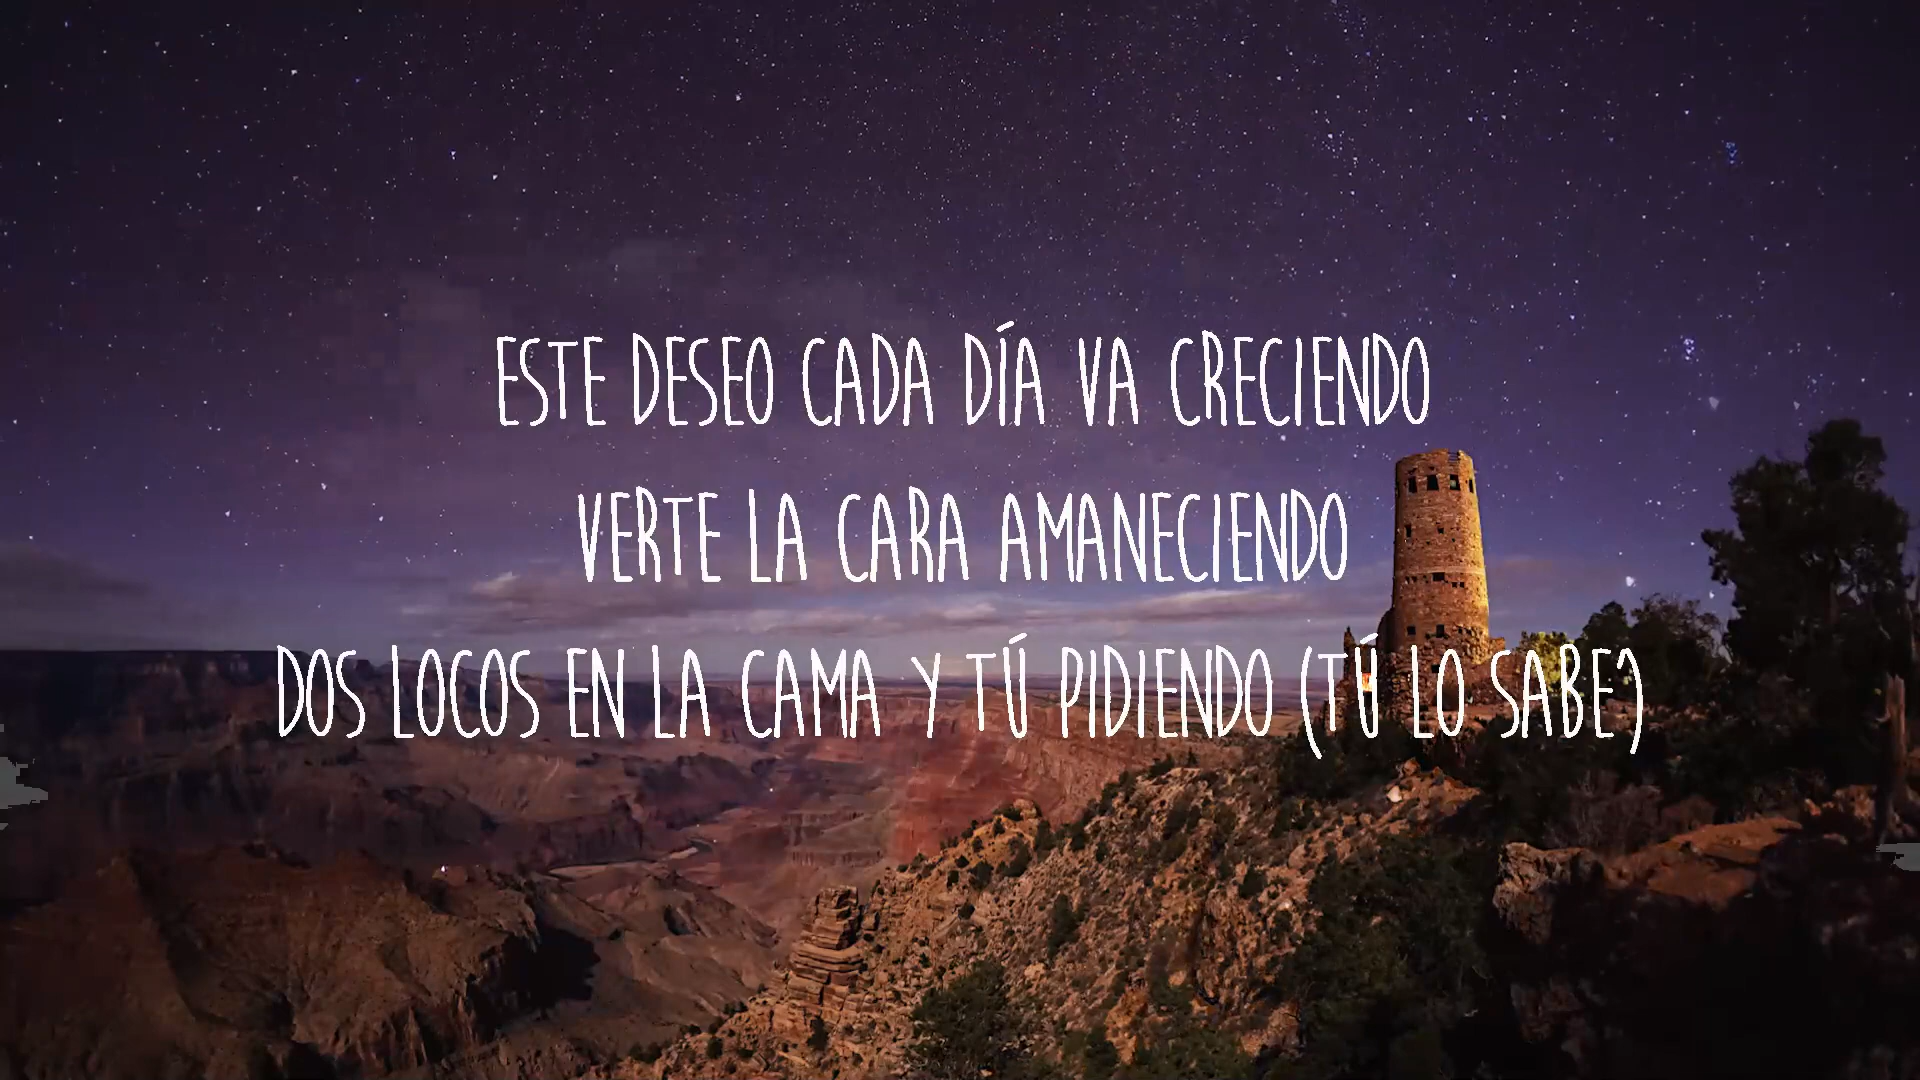 ESTE DESEO CADA DÍA VA CRECIENDO
VERTE LA CARA AMANECIENDO
DOS LOCOS EN LA CAMA Y TÚ PIDIENDO (TÚ LO SABE')